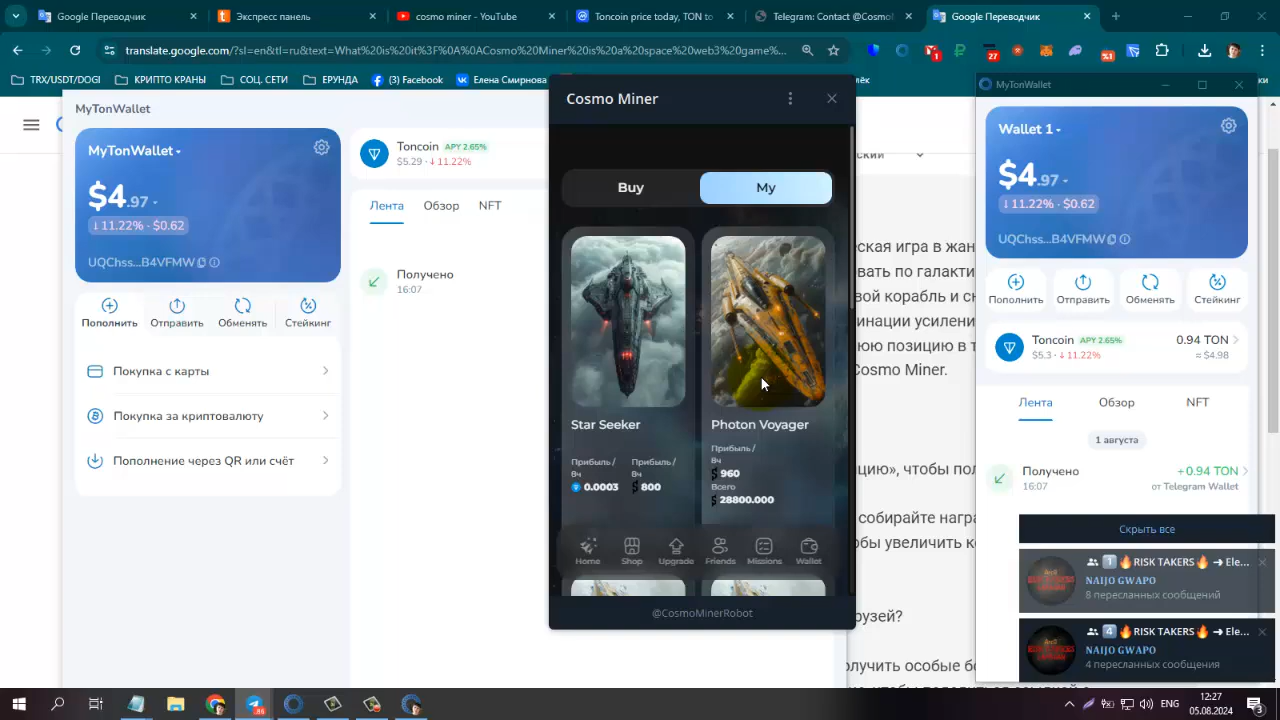 Google Переводчик
Экспресс панель
cosmo miner - YouTube
Toncoin price today, TON to
Telegram: Contact @Cosmo
Google Переводчик
translate.google.com/?sl=en&tl=ru&text=What%20is%20it%3F%0A%0ACosmo%20Miner%20is%20a%20space%20web3%20game%...
TRX/USDT/DOGI
КРИПТО КРАНЫ
СОЦ. СЕТИ
ЕРУНДА
(3) Facebook
Елена Смирнова
MyTonWallet
MyTonWallet
$4.97
↓ 11.22% · $0.62
UQChss...B4VFMW
Пополнить
Отправить
Обменять
Стейкинг
Покупка с карты
Покупка за криптовалюту
Пополнение через QR или счёт
Toncoin APY 2.65%
$5.29 · ↓ 11.22%
Лента
Обзор
NFT
Получено
16:07
Cosmo Miner
Buy
My
Star Seeker
Прибыль /
8ч
0.0003
Прибыль /
8ч
800
Photon Voyager
Прибыль /
8ч
960
Всего
28800.000
Home
Shop
Upgrade
Friends
Missions
Wallet
@CosmoMinerRobot
ский
еская игра в жан
овать по галакти
вой корабль и сн
инации усилени
юю позицию в т
Cosmo Miner.
цию», чтобы пол
собирайте награ
обы увеличить к
рузей?
олучить особые б
MyTonWallet
Wallet 1
$4.97
↓ 11.22% · $0.62
UQChss...B4VFMW
Пополнить
Отправить
Обменять
Стейкинг
Toncoin APY 2.65%
0.94 TON
$5.3 · ↓ 11.22%
≈ $4.98
Лента
Обзор
NFT
1 августа
Получено
+0.94 TON
16:07
от Telegram Wallet
Скрыть все
1 🔥RISK TAKERS🔥 ➜ Ele...
NAIJO GWAPO
8 пересланных сообщений
4 🔥RISK TAKERS🔥 ➜ Ele...
NAIJO GWAPO
4 пересланных сообщения
ENG
12:27
05.08.2024